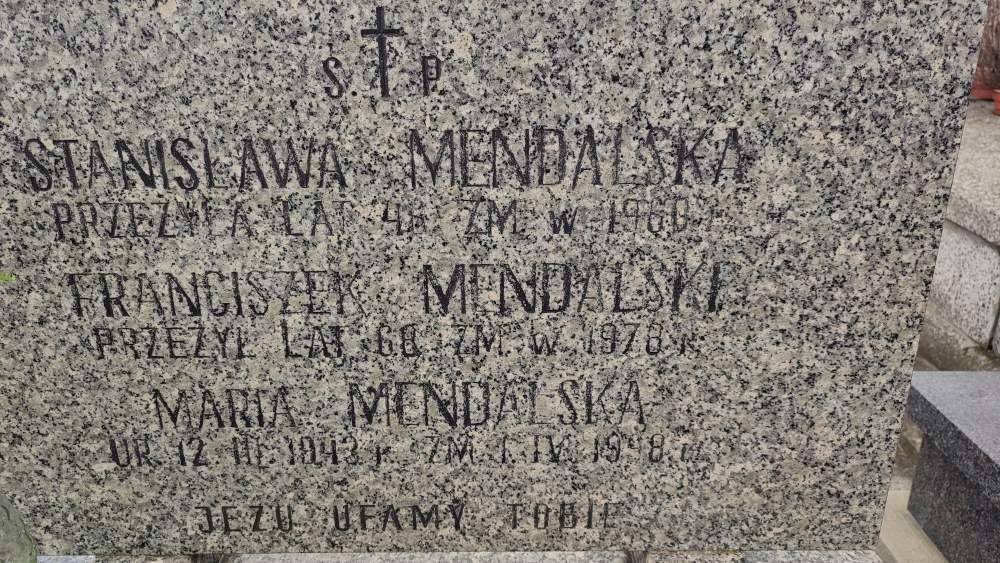 Ś. P.
STANISŁAWA MENDALSKA
PRZEŻYŁA LAT ZM. W 1960 R.
FRANCISZEK MENDALSKI
PRZEŻYŁ LAT 68 ZM. W 1978 R.
MARIA MENDALSKA
UR. 12 III. 1943 R. ZM. 1. IV.
JEZU UFAMY TOBIE